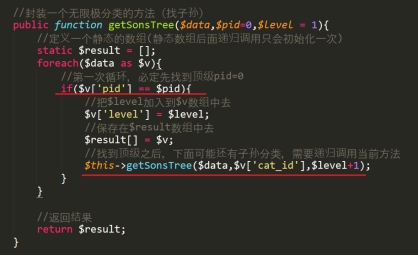 //封装一个无限极分类的方法（找子孙）
public function getSonsTree($data,$pid=0,$level = 1){
//定义一个静态的数组(静态数组后面递归调用只会初始化一次)
static $result = [];
foreach($data as $v){
//第一次循环，必定先找到顶级pid=0
if($v['pid'] == $pid){
//把$level加入到$v数组中去
$v['level'] = $level;
//保存在$result数组中去
$result[] = $v;
//找到顶级之后，下面可能还有子孙分类，需要递归调用当前方法
$this->getSonsTree($data,$v['cat_id'],$level+1);
}
}
//返回结果
return $result;
}